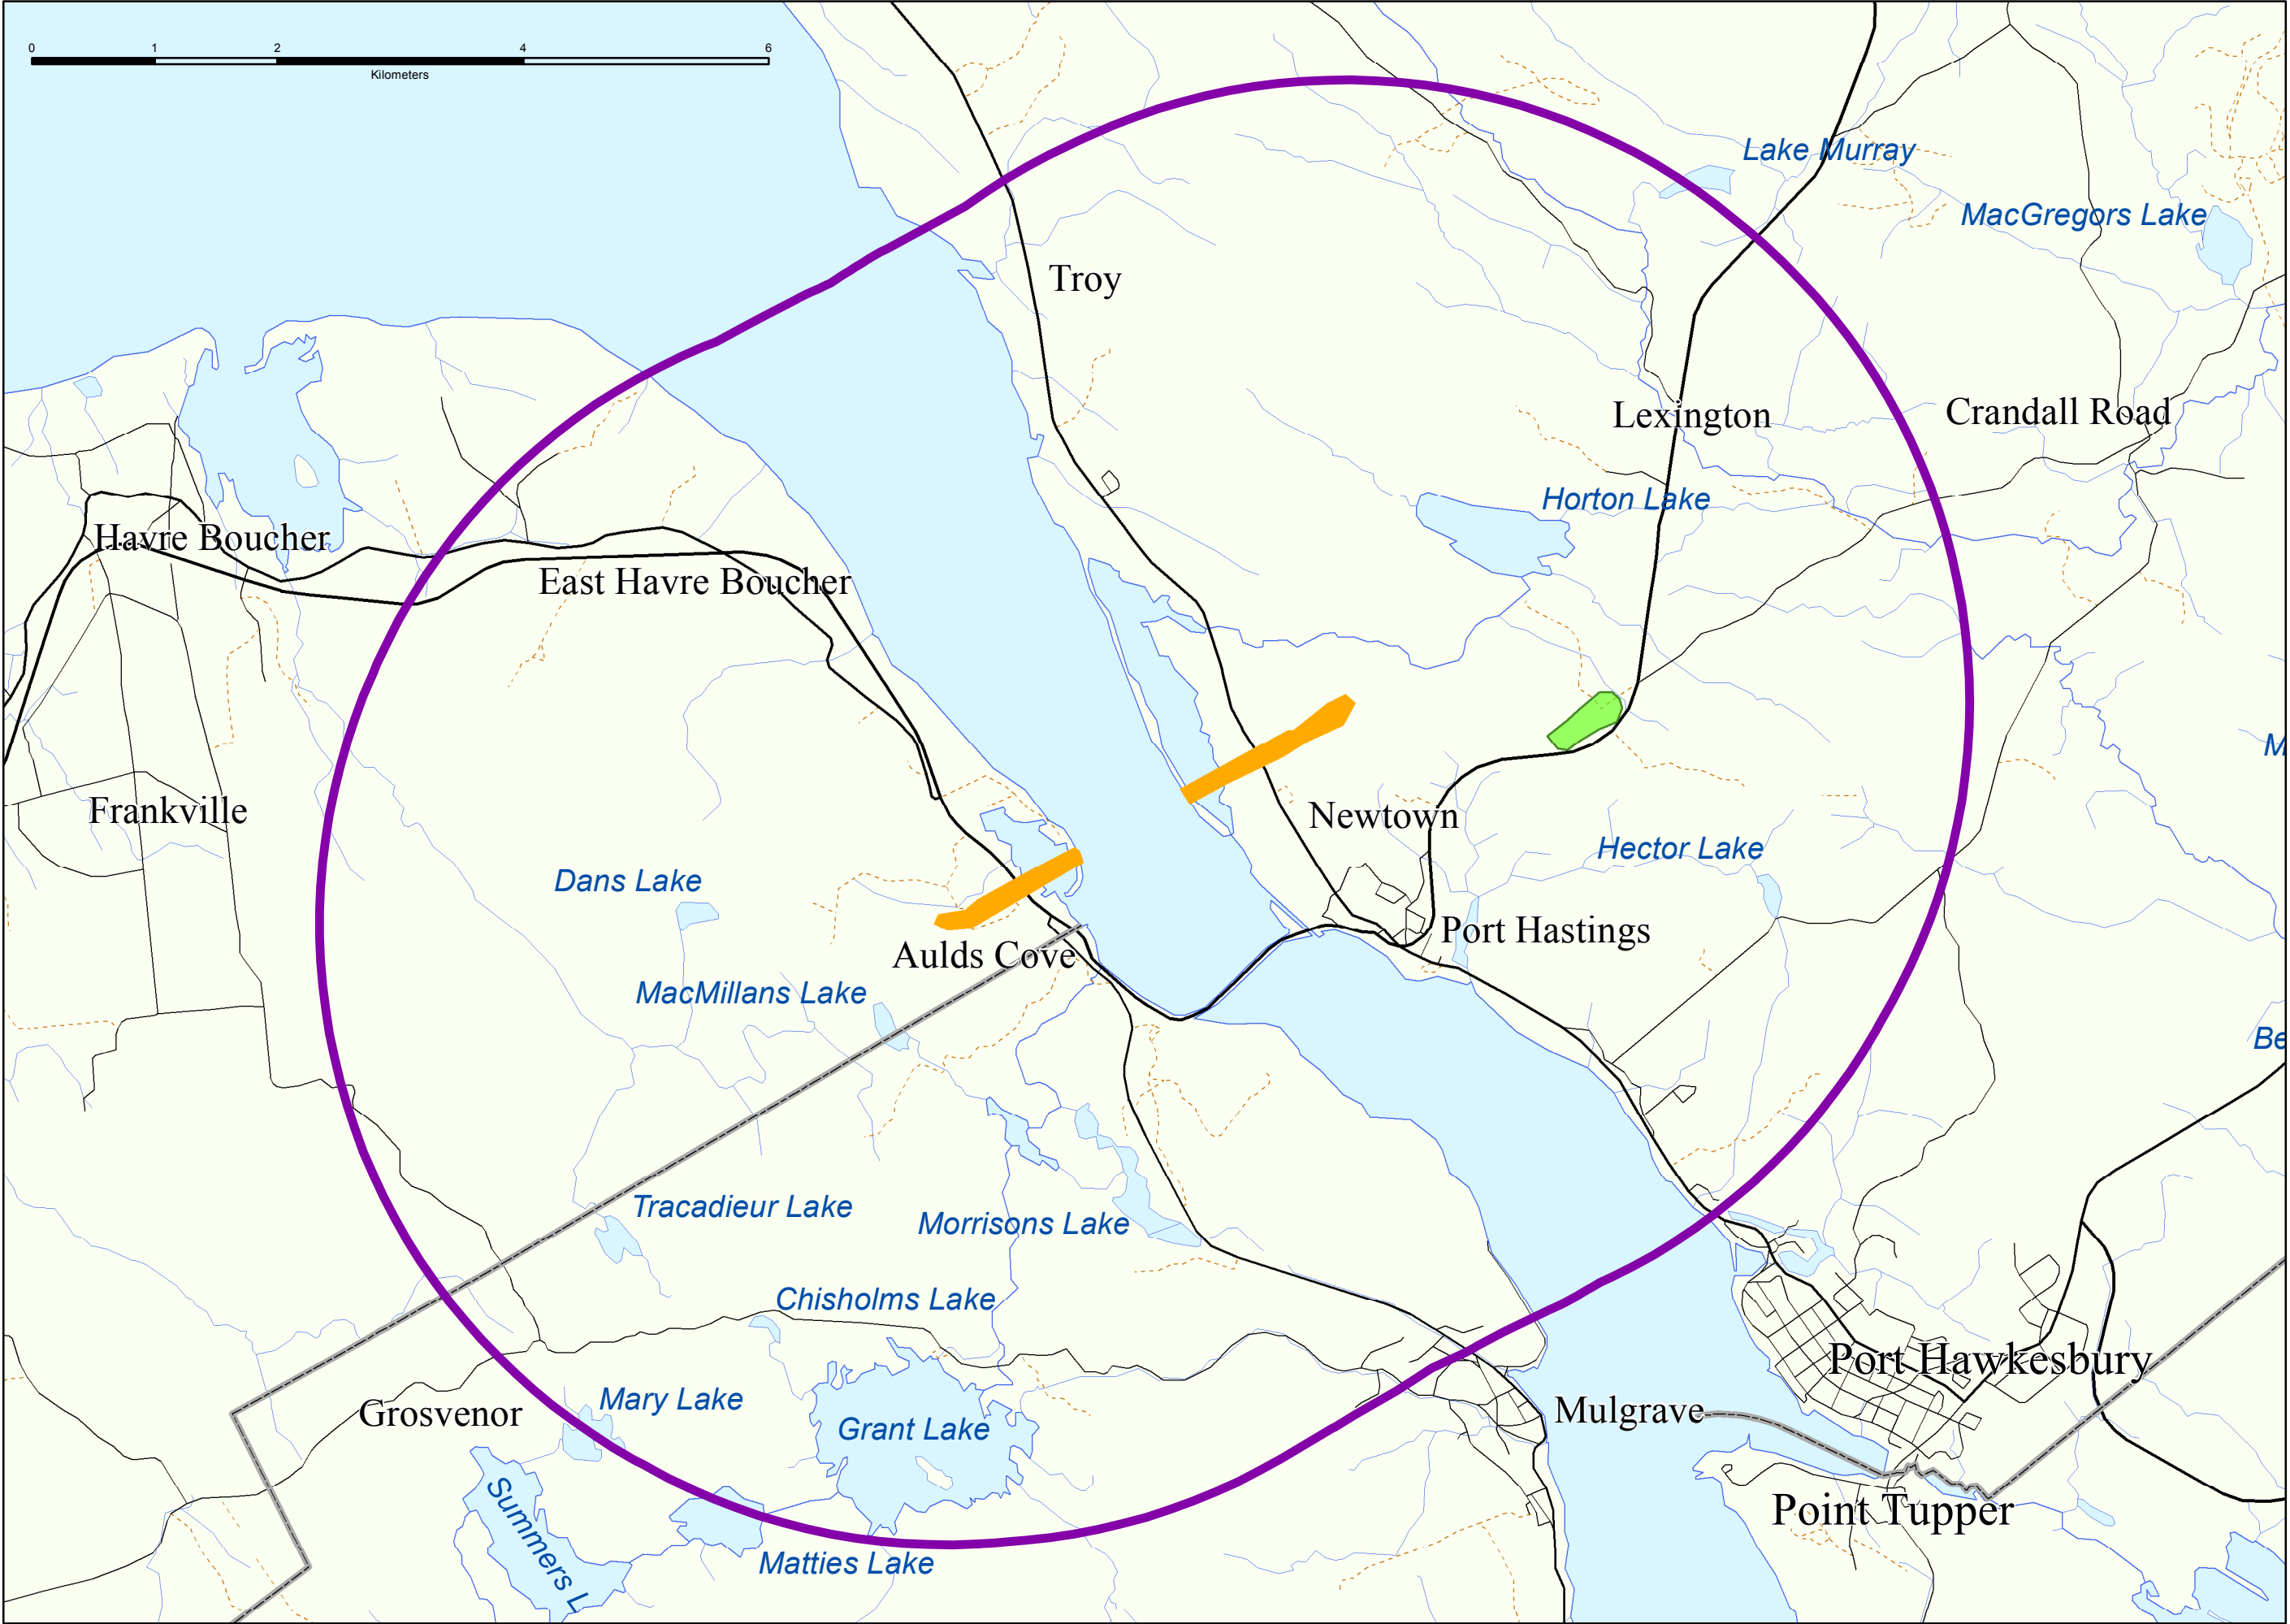 0 1 2 4 6
Kilometers
Lake Murray
MacGregors Lake
Troy
Lexington
Crandall Road
Horton Lake
Havre Boucher
East Havre Boucher
M
Frankville
Newtown
Hector Lake
Dans Lake
Port Hastings
Aulds Cove
MacMillans Lake
Be
Tracadieur Lake
Morrisons Lake
Chisholms Lake
Port Hawkesbury
Mary Lake
Grosvenor
Mulgrave
Grant Lake
Summers L
Point Tupper
Matties Lake